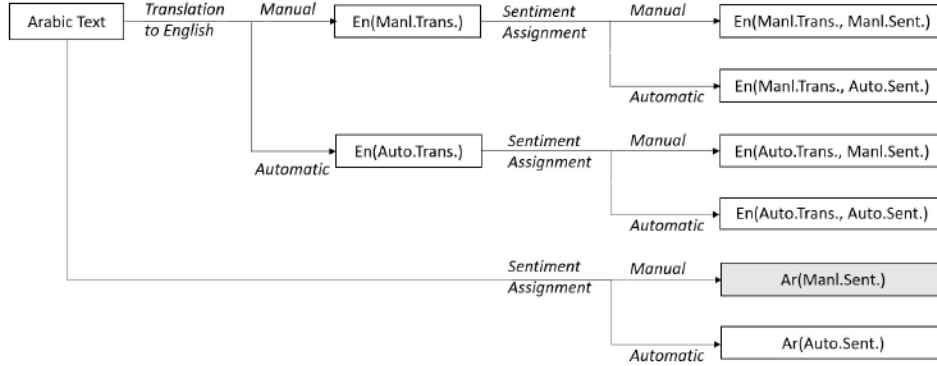 Arabic Text
Translation
to English
Manual
En(Manl.Trans.)
Sentiment
Assignment
Manual
En(Manl.Trans., Manl.Sent.)
Automatic
En(Manl.Trans., Auto.Sent.)
Automatic
En(Auto.Trans.)
Sentiment
Assignment
Manual
En(Auto.Trans., Manl.Sent.)
Automatic
En(Auto.Trans., Auto.Sent.)
Sentiment
Assignment
Manual
Ar(Manl.Sent.)
Automatic
Ar(Auto.Sent.)